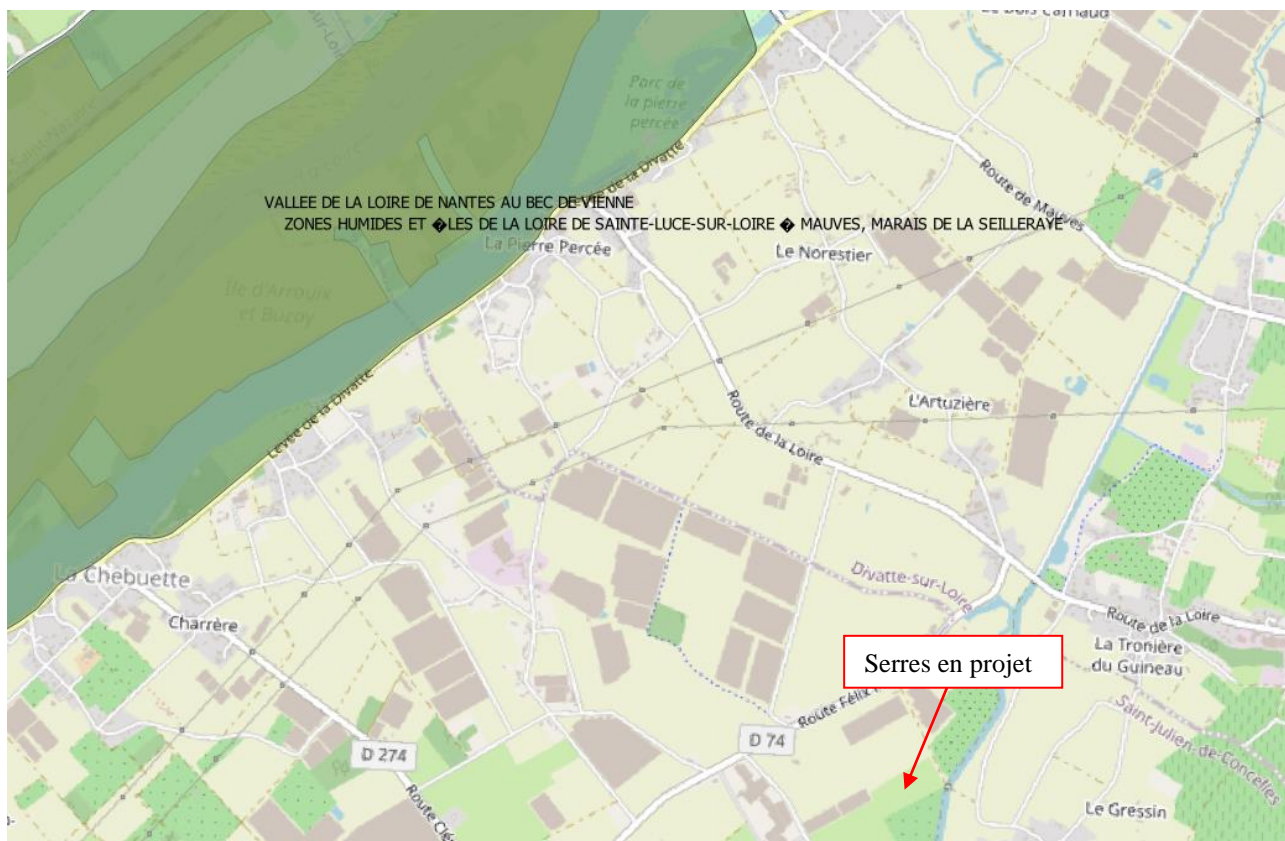 Parc de
la pierre
percée
Levée de la Divatte
VALLEE DE LA LOIRE DE NANTES AU BEC DE VIENNE
ZONES HUMIDES ET �LES DE LA LOIRE DE SAINTE-LUCE-SUR-LOIRE � MAUVES, MARAIS DE LA SEILLERAYE
Route de Mauves
La Pierre Percée
Le Norestier
Île d'Arrouix
et Buzay
La Loire
Levée de la Divatte
L'Artuzière
Route de la Loire
La Chebuette
Charrère
Divatte-sur-Loire
Route de la Loire
La Tronière
du Guineau
Serres en projet
Saint-Julien-de-Concelles
Route Félix
D 74
D 274
Route Clé
Le Gressin